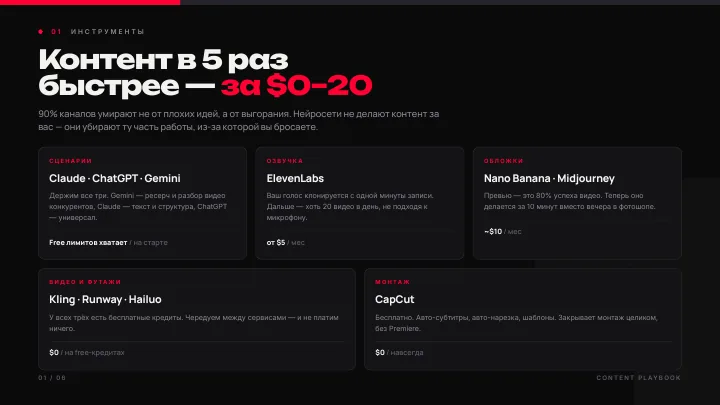 01 ИНСТРУМЕНТЫ
Контент в 5 раз
быстрее — за $0–20
90% каналов умирают не от плохих идей, а от выгорания. Нейросети не делают контент за
вас — они убирают ту часть работы, из-за которой вы бросаете.
СЦЕНАРИИ
Claude · ChatGPT · Gemini
Держим все три. Gemini — ресерч и разбор видео
конкурентов, Claude — текст и структура, ChatGPT
— универсал.
Free лимитов хватает / на старте
ОЗВУЧКА
ElevenLabs
Ваш голос клонируется с одной минуты записи.
Дальше — хоть 20 видео в день, не подходя к
микрофону.
от $5 / мес
ОБЛОЖКИ
Nano Banana · Midjourney
Превью — это 80% успеха видео. Теперь оно
делается за 10 минут вместо вечера в фотошопе.
~$10 / мес
ВИДЕО И ФУТАЖИ
Kling · Runway · Hailuo
У всех трёх есть бесплатные кредиты. Чередуем между сервисами — и не платим
ничего.
$0 / на free-кредитах
МОНТАЖ
CapCut
Бесплатно. Авто-субтитры, авто-нарезка, шаблоны. Закрывает монтаж целиком,
без Premiere.
$0 / навсегда
01 / 06
CONTENT PLAYBOOK